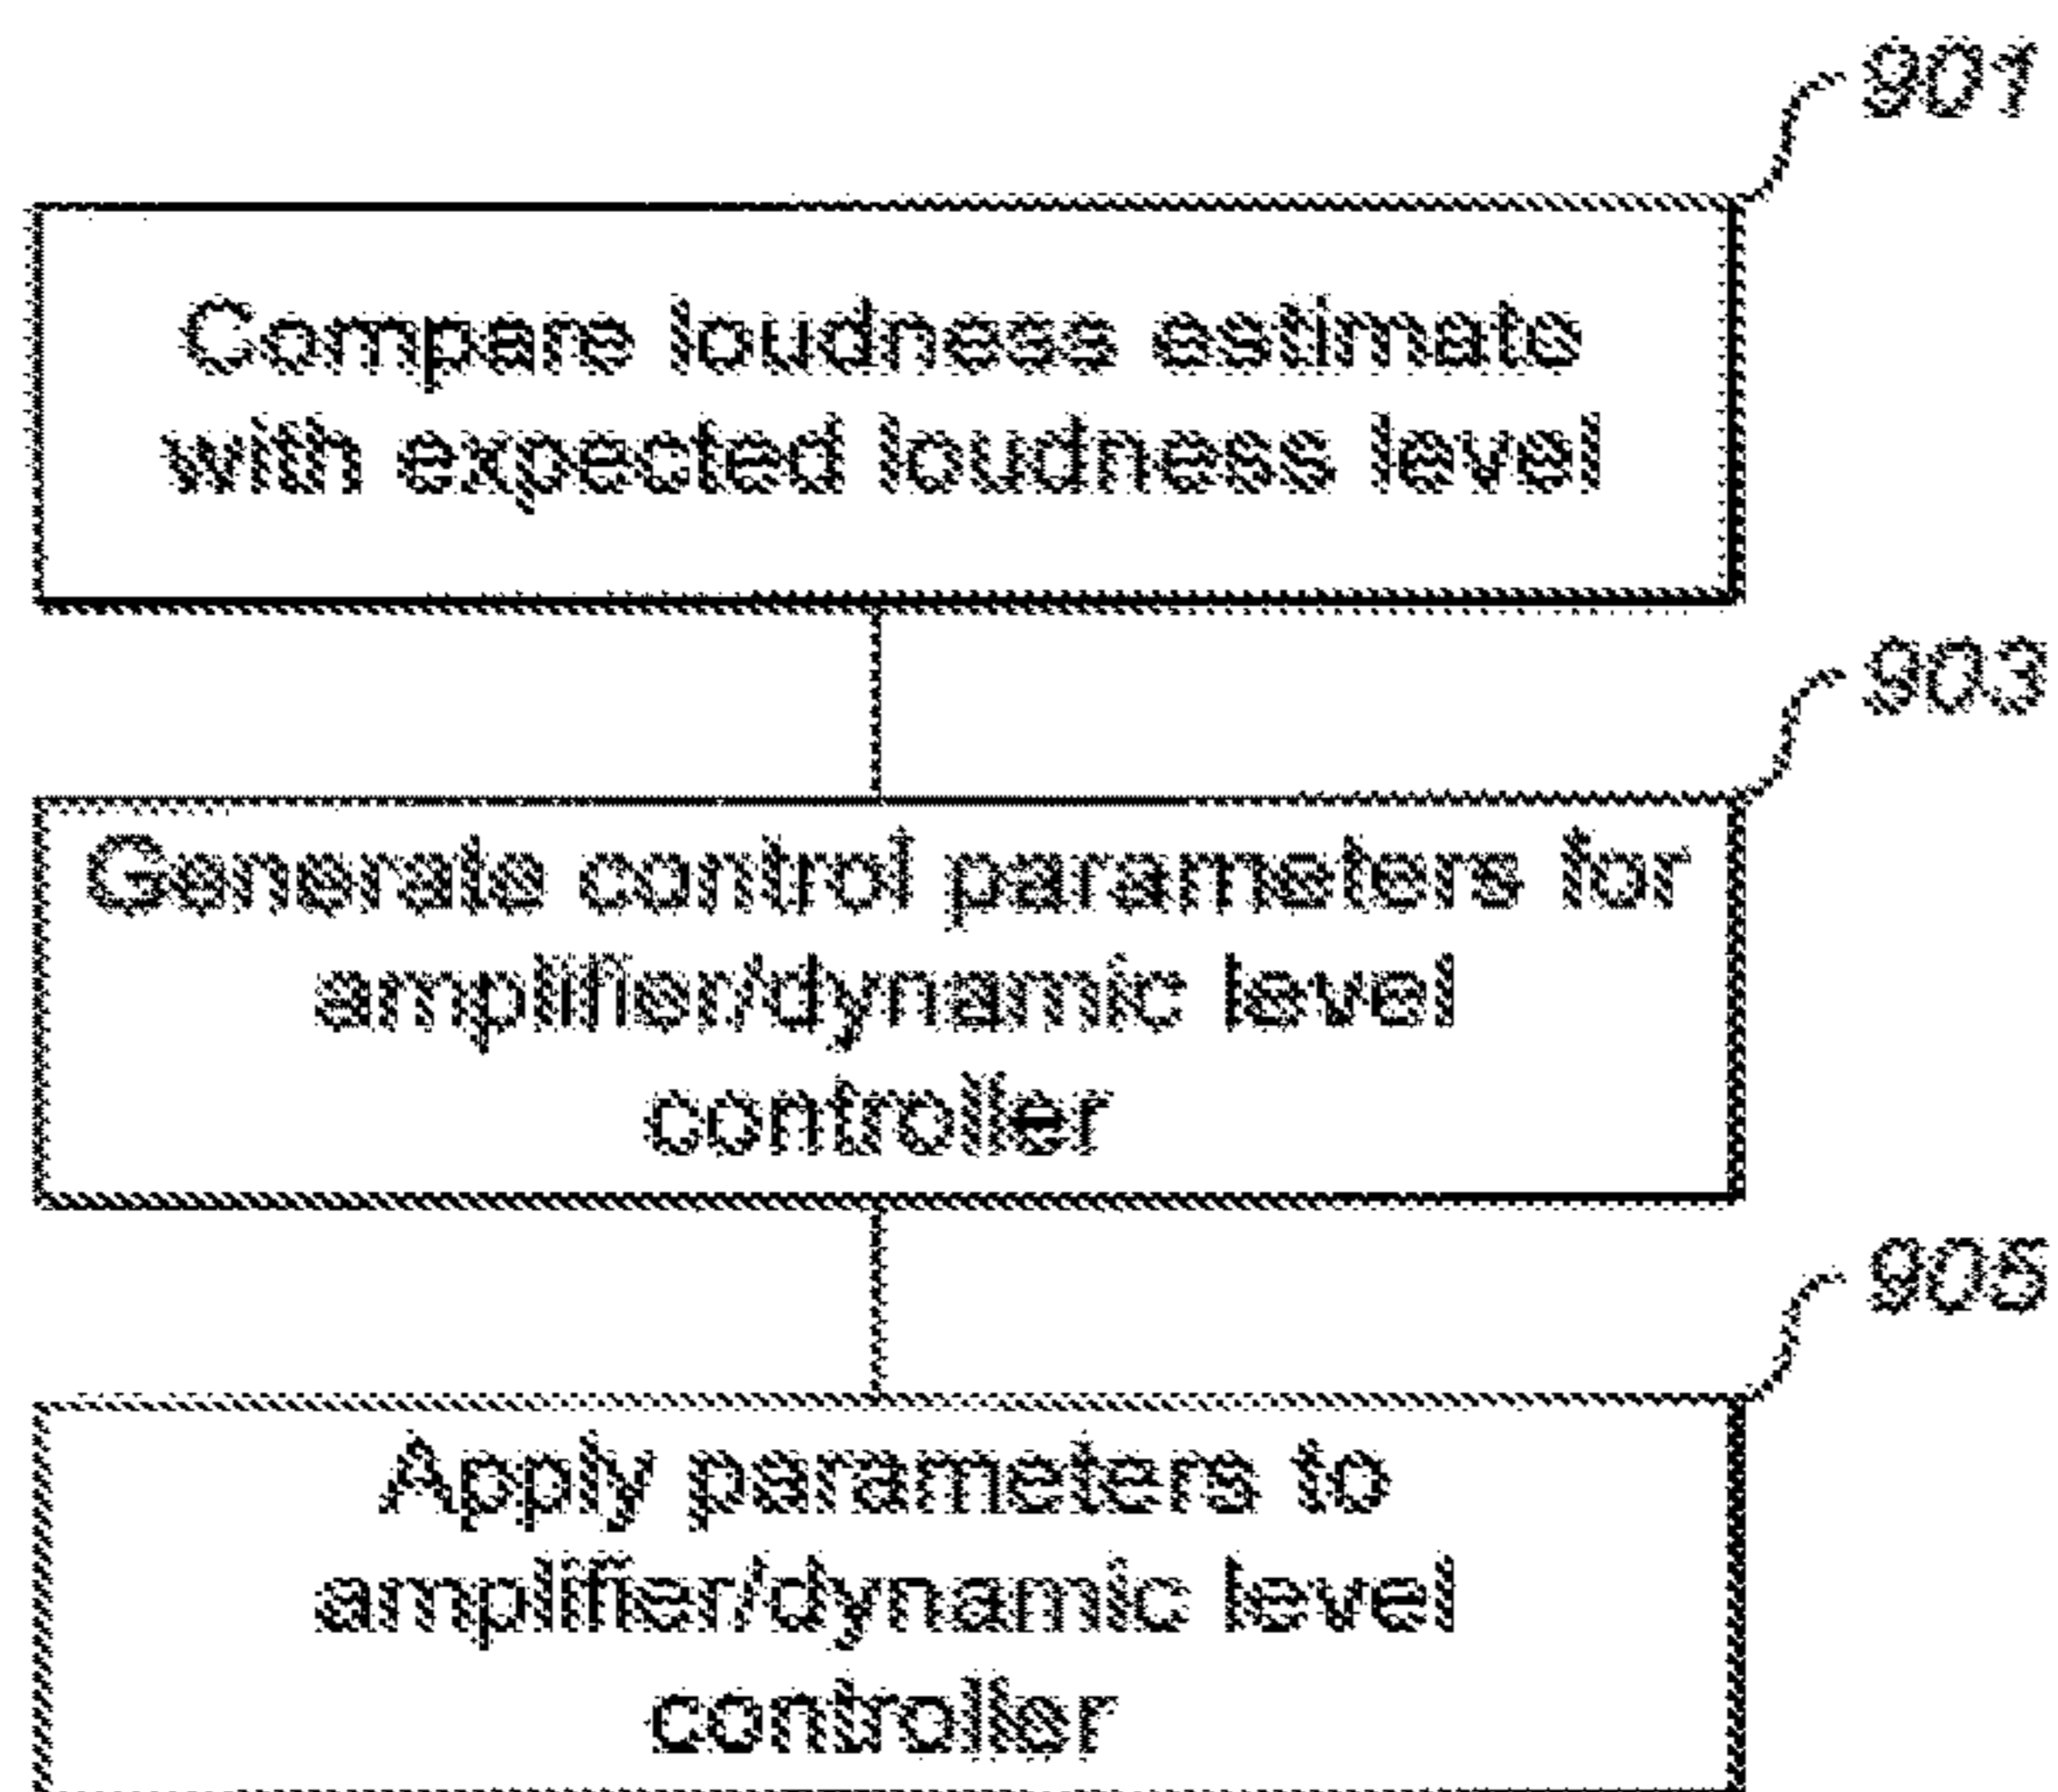 901
Compare loudness estimate
with expected loudness level
903
Generate control parameters for
amplifier/dynamic level
controller
905
Apply parameters to
amplifier/dynamic level
controller